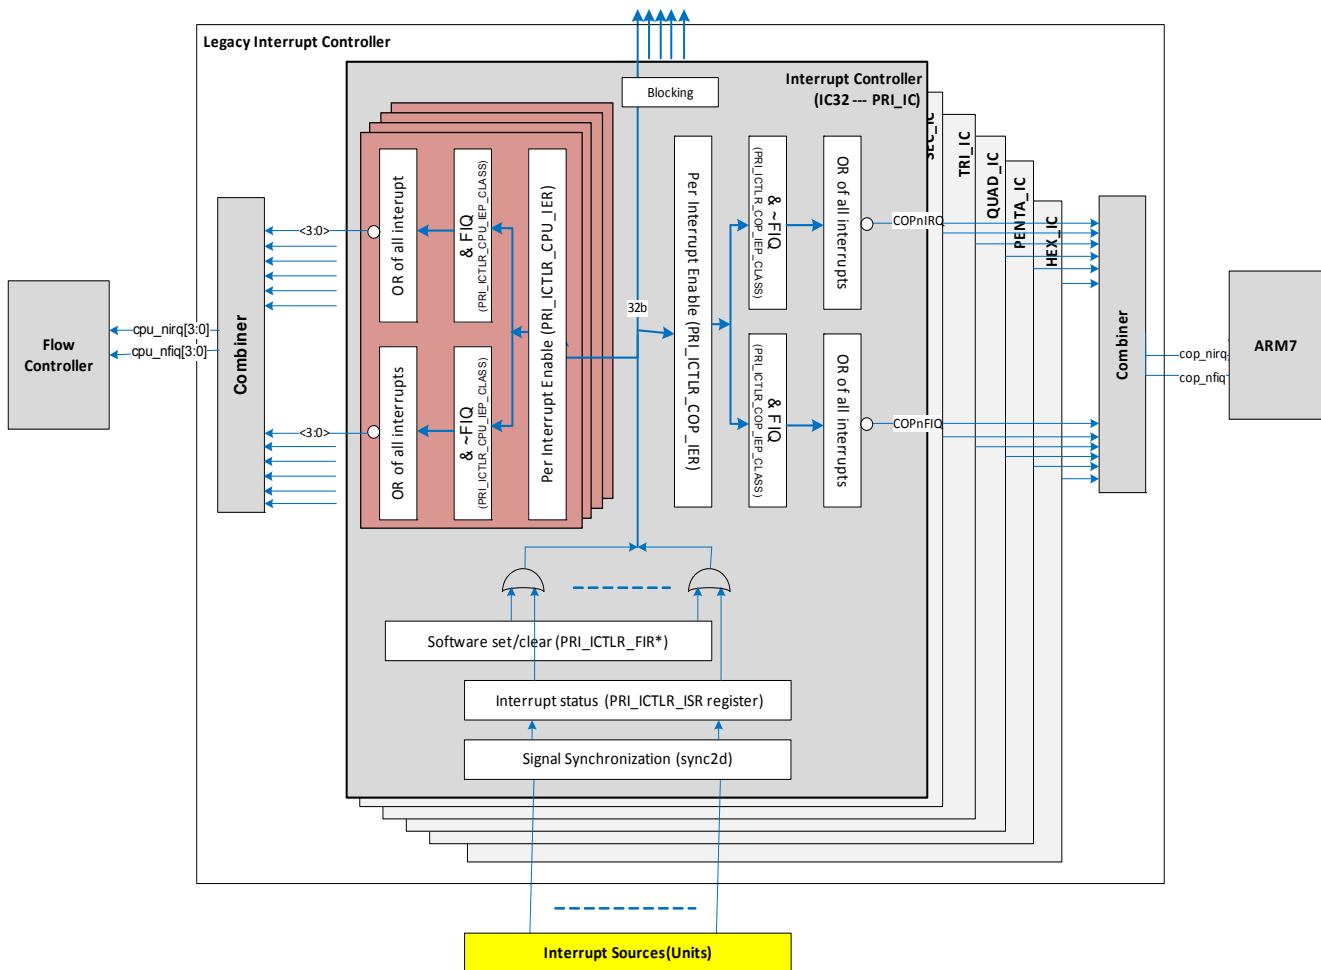 Legacy Interrupt Controller
Interrupt Controller
(IC32 --- PRI_IC)
Blocking
SEC_IC
TRI_IC
QUAD_IC
PENTA_IC
HEX_IC
OR of all interrupt
& ~FIQ
(PRI_ICTLR_CPU_IEP_CLASS)
Per Interrupt Enable (PRI_ICTLR_CPU_IER)
OR of all interrupts
& ~FIQ
(PRI_ICTLR_CPU_IEP_CLASS)
32b
Per Interrupt Enable (PRI_ICTLR_COP_IER)
& ~FIQ
(PRI_ICTLR_COP_IEP_CLASS)
OR of all interrupts
COPnIRQ
& ~FIQ
(PRI_ICTLR_COP_IEP_CLASS)
OR of all interrupts
COPnFIQ
<3:0>
<3:0>
Combiner
Combiner
Flow
Controller
cpu_nirq[3:0]
cpu_nfiq[3:0]
cop_nirq
cop_nfiq
ARM7
Software set/clear (PRI_ICTLR_FIR*)
Interrupt status (PRI_ICTLR_ISR register)
Signal Synchronization (sync2d)
Interrupt Sources(Units)